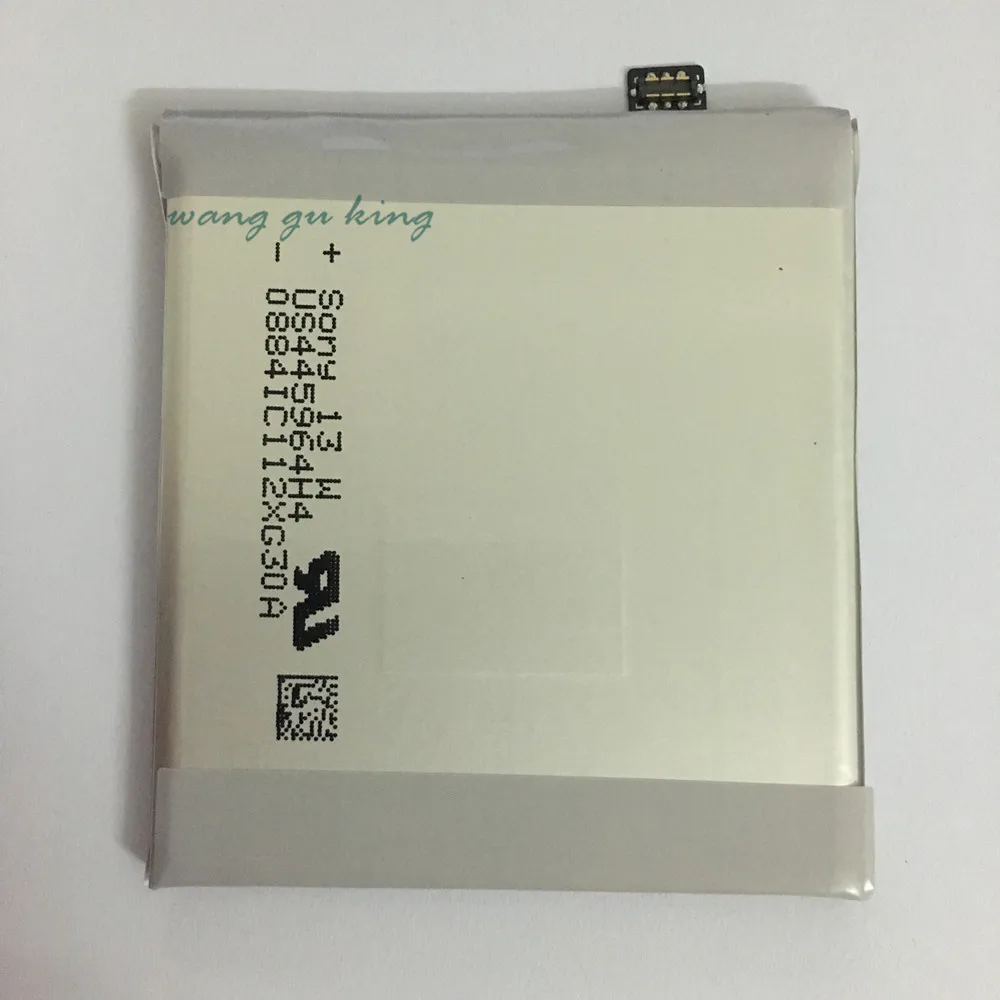 wang gu king
+ Sony 13 W
US445964H4
- 0884IC112XG30A